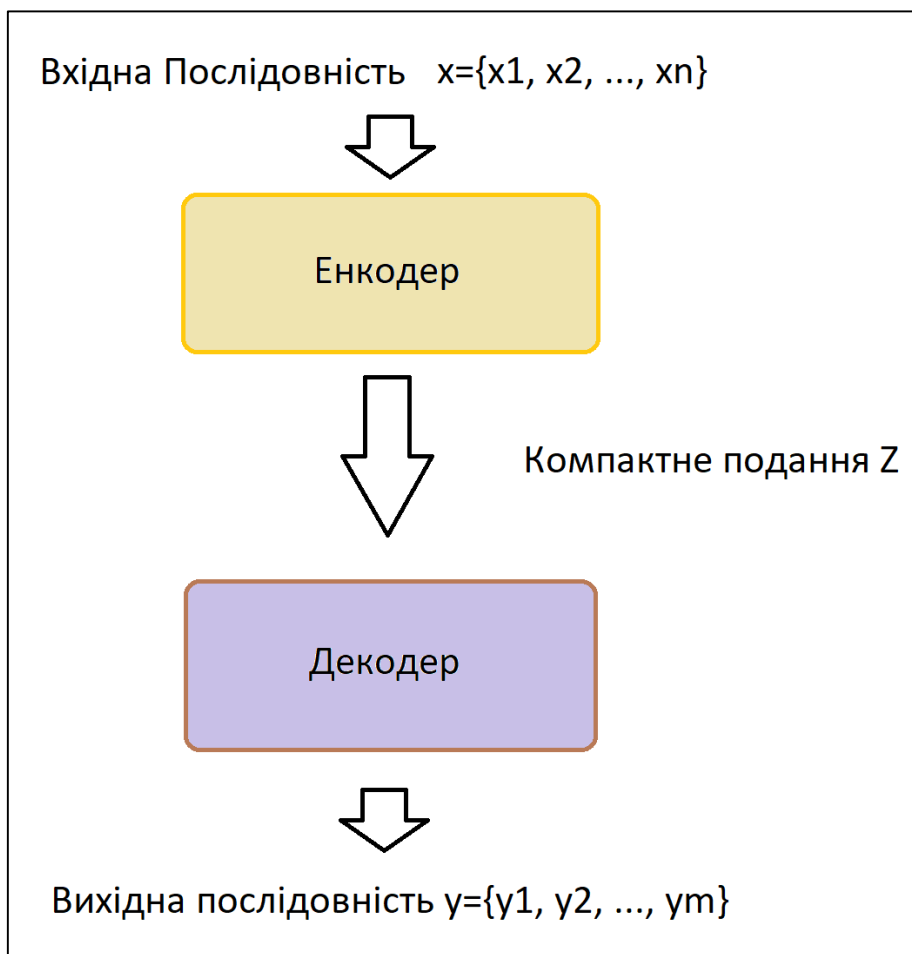 Вхідна Послідовність x={x1, x2, ..., xn}
Енкодер
Компактне подання Z
Декодер
Вихідна послідовність y={y1, y2, ..., ym}